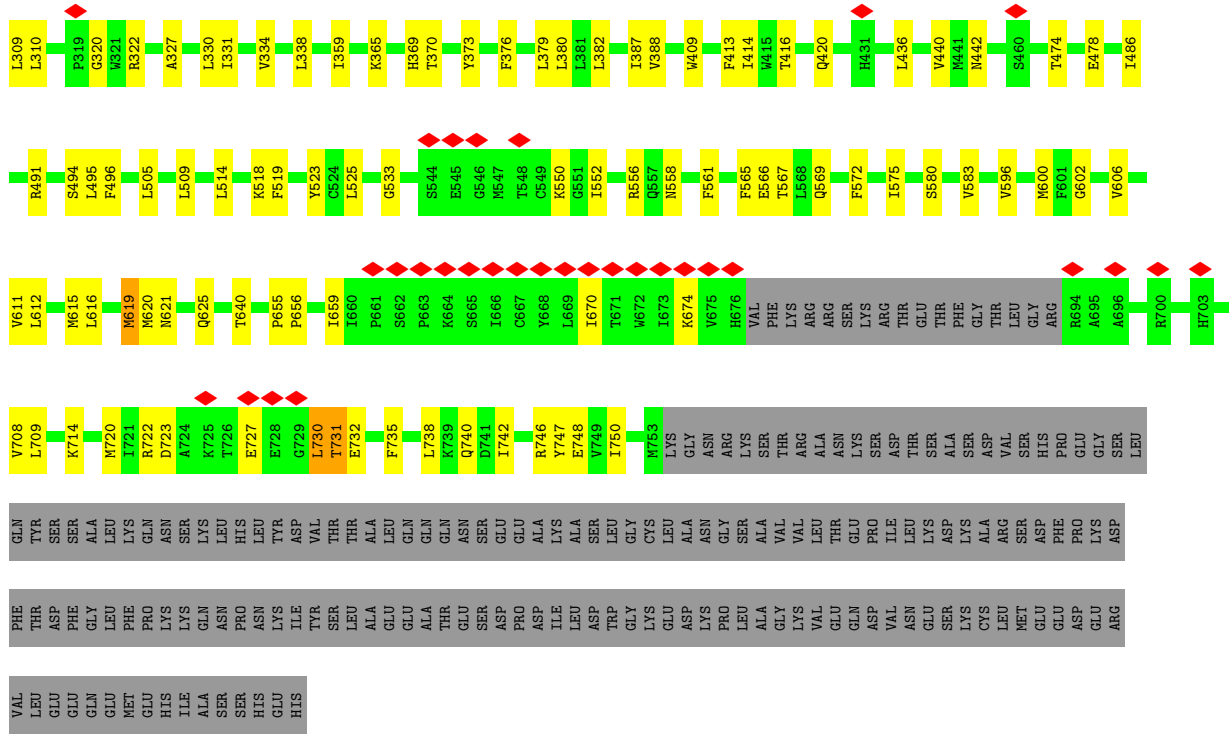 L309 L310 P319 G320 W321 R322 A327 L330 I331 V334 L338 I359 K365 H369 T370 Y373 F376 L379 L380 L381 L382 I387 V388 W409 F413 I414 W415 T416 Q420 H431 L436 V440 M441 N442 S460 T474 E478 I486
R491 S494 L495 F496 L505 L509 L514 K518 F519 Y523 C524 L525 G533 S544 E545 G546 M547 T548 C549 K550 G551 I552 R556 Q557 N558 F561 F565 E566 T567 L568 Q569 F572 I575 S580 V583 V596 M600 F601 G602 V606
V611 L612 M615 L616 M619 M620 N621 Q625 T640 P655 P656 I659 I660 P661 S662 P663 K664 S665 I666 C667 Y668 L669 I670 T671 W672 I673 K674 V675 H676 VAL PHE LYS ARG ARG SER LYS ARG THR GLU THR PHE GLY THR LEU GLY ARG R694 A695 A696 R700 H703
V708 L709 K714 M720 I721 R722 D723 A724 K725 T726 E727 E728 G729 L730 T731 E732 F735 L738 K739 Q740 D741 I742 R746 Y747 E748 V749 I750 M753 LYS GLY ASN ARG LYS SER THR ARG ALA ASN LYS SER ASP THR SER ALA SER ASP VAL SER HIS PRO GLU GLY SER LEU
GLN TYR SER SER ALA LEU LYS GLN ASN SER LYS LEU HIS LEU TYR ASP VAL THR THR ALA LEU GLN GLN GLN ASN SER GLU GLU ALA LYS ALA SER LEU GLY CYS LEU ALA ASN GLY SER ALA VAL VAL LEU THR GLU PRO ILE LEU LYS ASP LYS ALA ARG SER ASP PHE PRO LYS ASP
PHE THR ASP PHE GLY LEU PHE PRO LYS LYS GLN ASN PRO ASN LYS ILE TYR SER LEU ALA GLU GLU ALA THR GLU SER ASP PRO ASP ILE LEU ASP TRP GLY LYS GLU ASP LYS PRO LEU ALA GLY LYS VAL GLU GLN ASP VAL ASN GLU SER LYS CYS LEU MET GLU GLU ASP GLU ARG
VAL LEU GLU GLU GLN GLU MET GLU HIS ILE ALA SER SER HIS GLU HIS